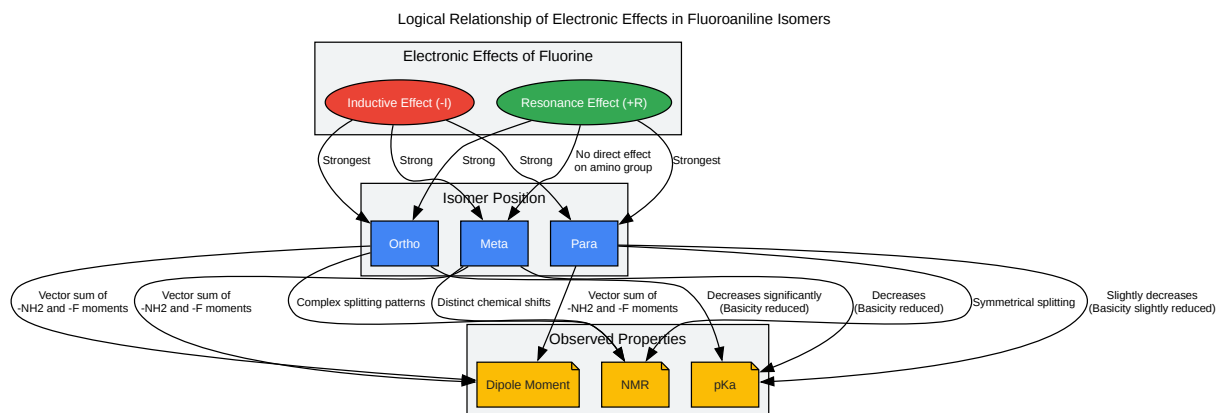 Logical Relationship of Electronic Effects in Fluoroaniline Isomers
Electronic Effects of Fluorine
Inductive Effect (-I)
Resonance Effect (+R)
Strongest
Strong
Strong
Strong
No direct effect
on amino group
Strongest
Isomer Position
Ortho
Meta
Para
Vector sum of
-NH2 and -F moments
Vector sum of
-NH2 and -F moments
Complex splitting patterns
Distinct chemical shifts
Vector sum of
-NH2 and -F moments
Decreases significantly
(Basicity reduced)
Decreases
(Basicity reduced)
Symmetrical splitting
Slightly decreases
(Basicity slightly reduced)
Observed Properties
Dipole Moment
NMR
pKa